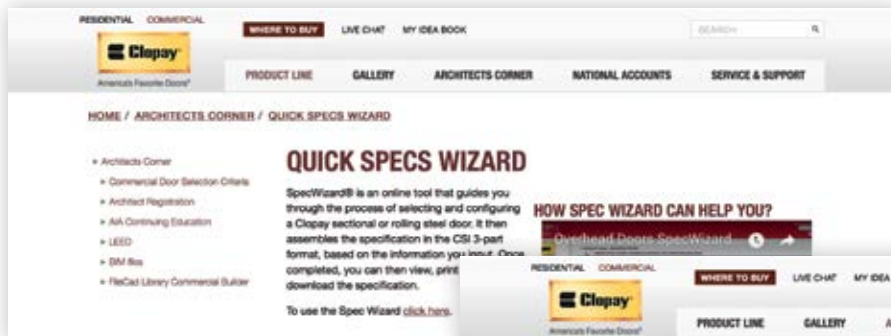 RESIDENTIAL COMMERCIAL
WHERE TO BUY LIVE CHAT MY IDEA BOOK SEARCH
Clopay
America's Favorite Doors®
PRODUCT LINE GALLERY ARCHITECTS CORNER NATIONAL ACCOUNTS SERVICE & SUPPORT
HOME / ARCHITECTS CORNER / QUICK SPECS WIZARD
» Architects Corner
» Commercial Door Selection Criteria
» Architect Registration
» AIA Continuing Education
» LEED
» BIM files
» FileCad Library Commercial Builder
QUICK SPECS WIZARD
SpecWizard® is an online tool that guides you
through the process of selecting and configuring
a Clopay sectional or rolling steel door. It then
assembles the specification in the CSI 3-part
format, based on the information you input. Once
completed, you can then view, print
download the specification.
To use the Spec Wizard click here.
HOW SPEC WIZARD CAN HELP YOU?
Overhead Doors SpecWizard
RESIDENTIAL COMMERCIAL
WHERE TO BUY LIVE CHAT MY IDEA
Clopay
America's Favorite Doors®
PRODUCT LINE GALLERY A